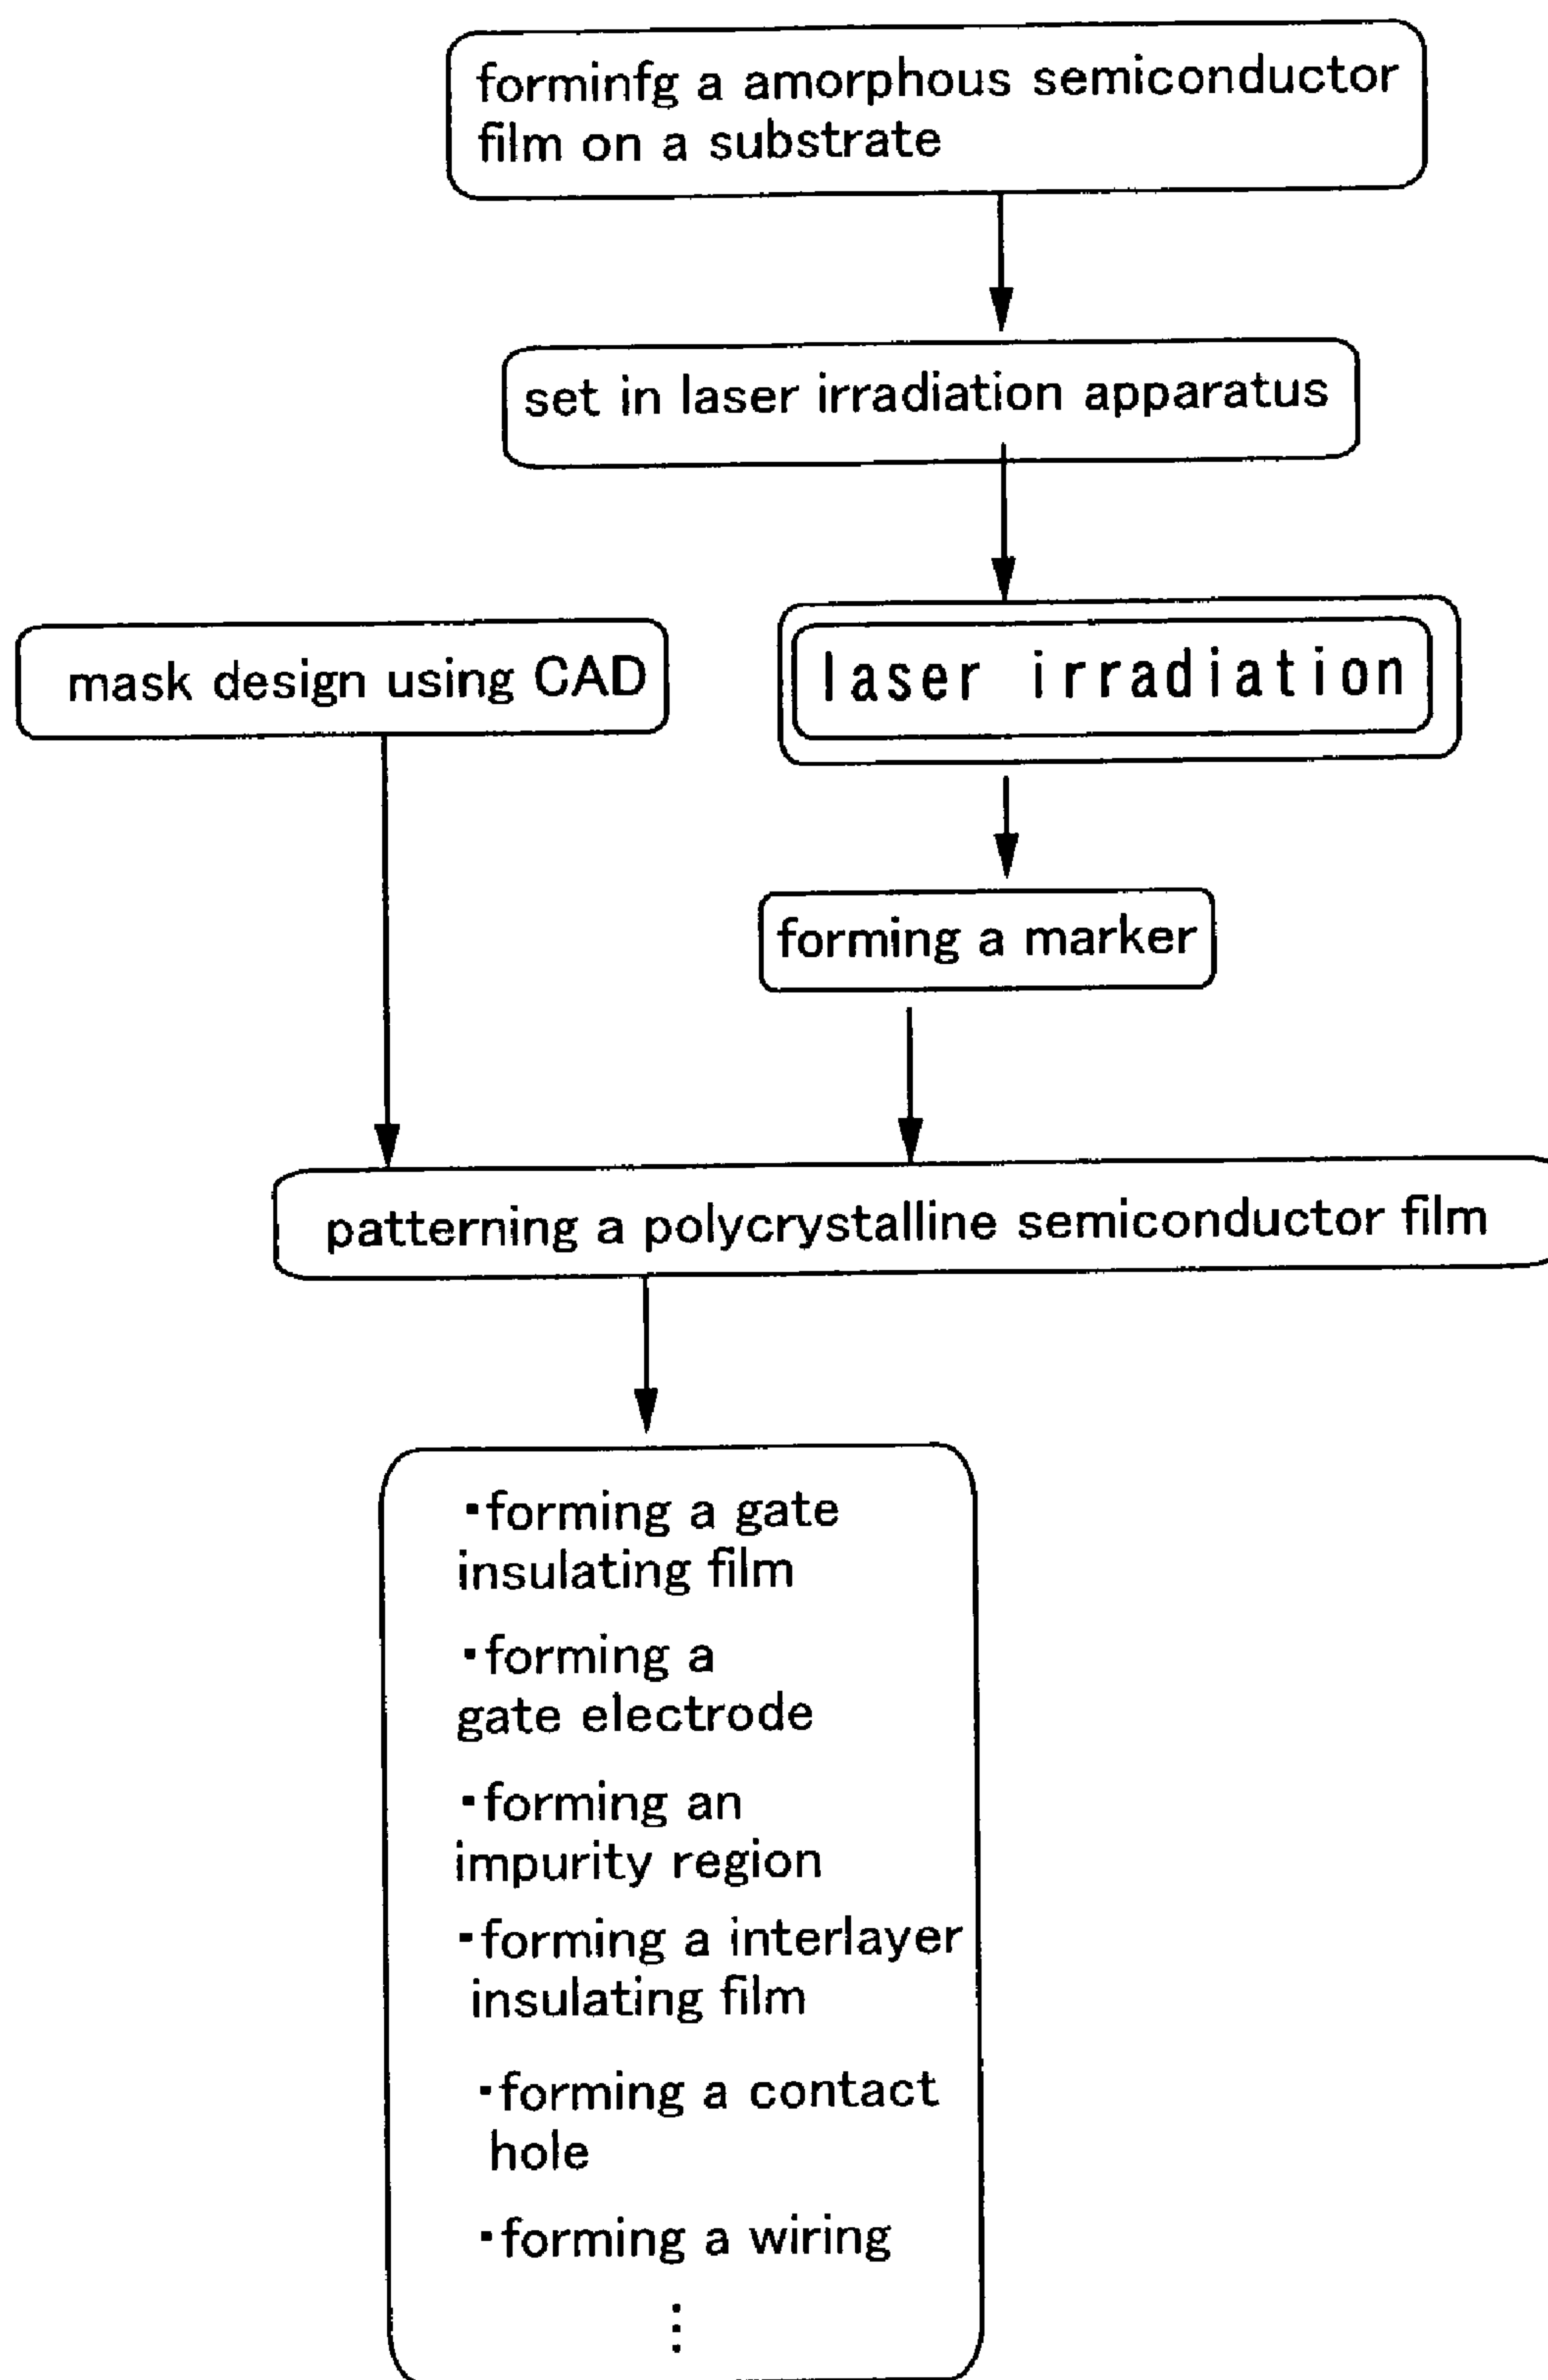 forminfg a amorphous semiconductor
film on a substrate
set in laser irradiation apparatus
mask design using CAD
laser irradiation
forming a marker
patterning a polycrystalline semiconductor film
・forming a gate
insulating film
・forming a
gate electrode
・forming an
impurity region
・forming a interlayer
insulating film
・forming a contact
hole
・forming a wiring
⋮